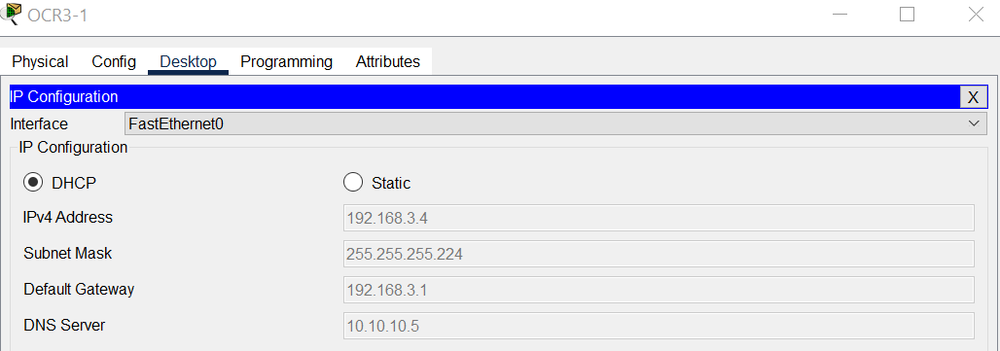 OCR3-1
Physical Config Desktop Programming Attributes
IP Configuration X
Interface FastEthernet0
IP Configuration
DHCP Static
IPv4 Address 192.168.3.4
Subnet Mask 255.255.255.224
Default Gateway 192.168.3.1
DNS Server 10.10.10.5